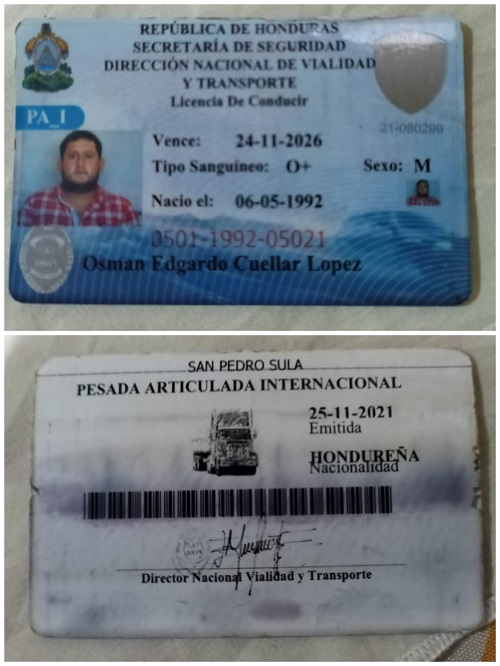 REPÚBLICA DE HONDURAS
SECRETARÍA DE SEGURIDAD
DIRECCIÓN NACIONAL DE VIALIDAD
Y TRANSPORTE
Licencia De Conducir
PA_I
21-080299
Vence: 24-11-2026
Tipo Sanguíneo: O+ Sexo: M
Nacio el: 06-05-1992
0501-1992-05021
Osman Edgardo Cuellar Lopez
SAN PEDRO SULA
PESADA ARTICULADA INTERNACIONAL
25-11-2021
Emitida
HONDUREÑA
Nacionalidad
Director Nacional Vialidad y Transporte